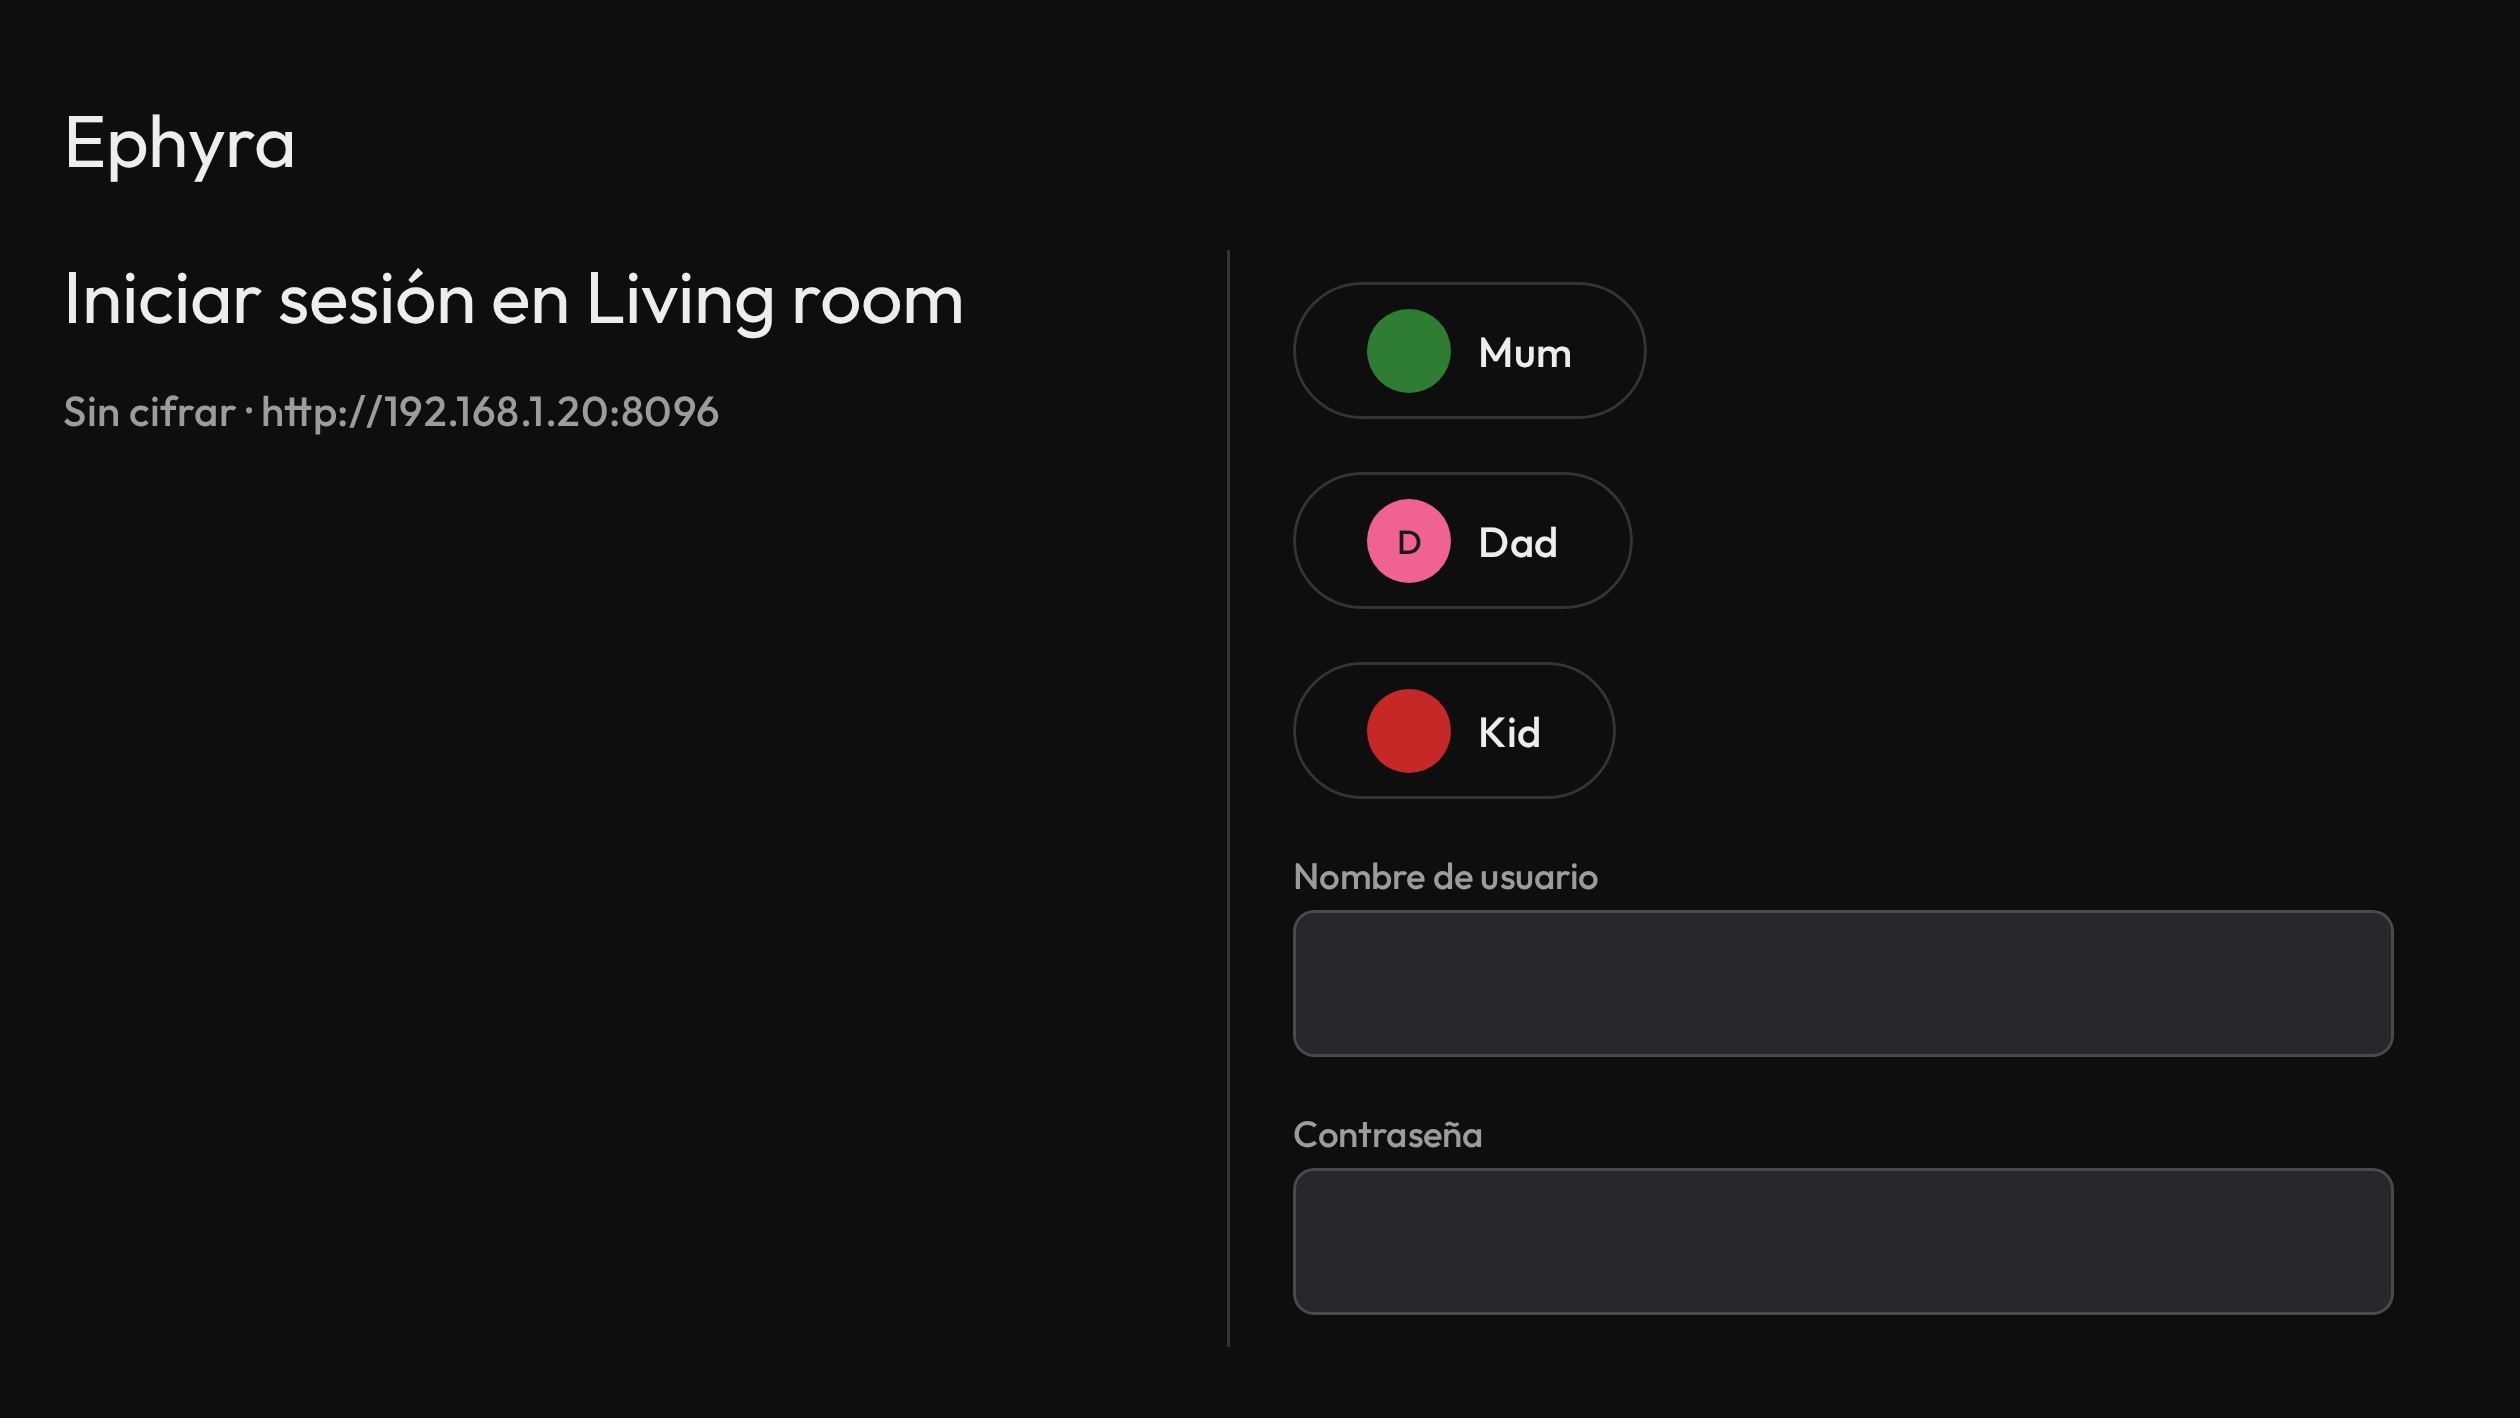 Ephyra
Iniciar sesión en Living room
Sin cifrar · http://192.168.1.20:8096
Mum
D Dad
Kid
Nombre de usuario
Contraseña